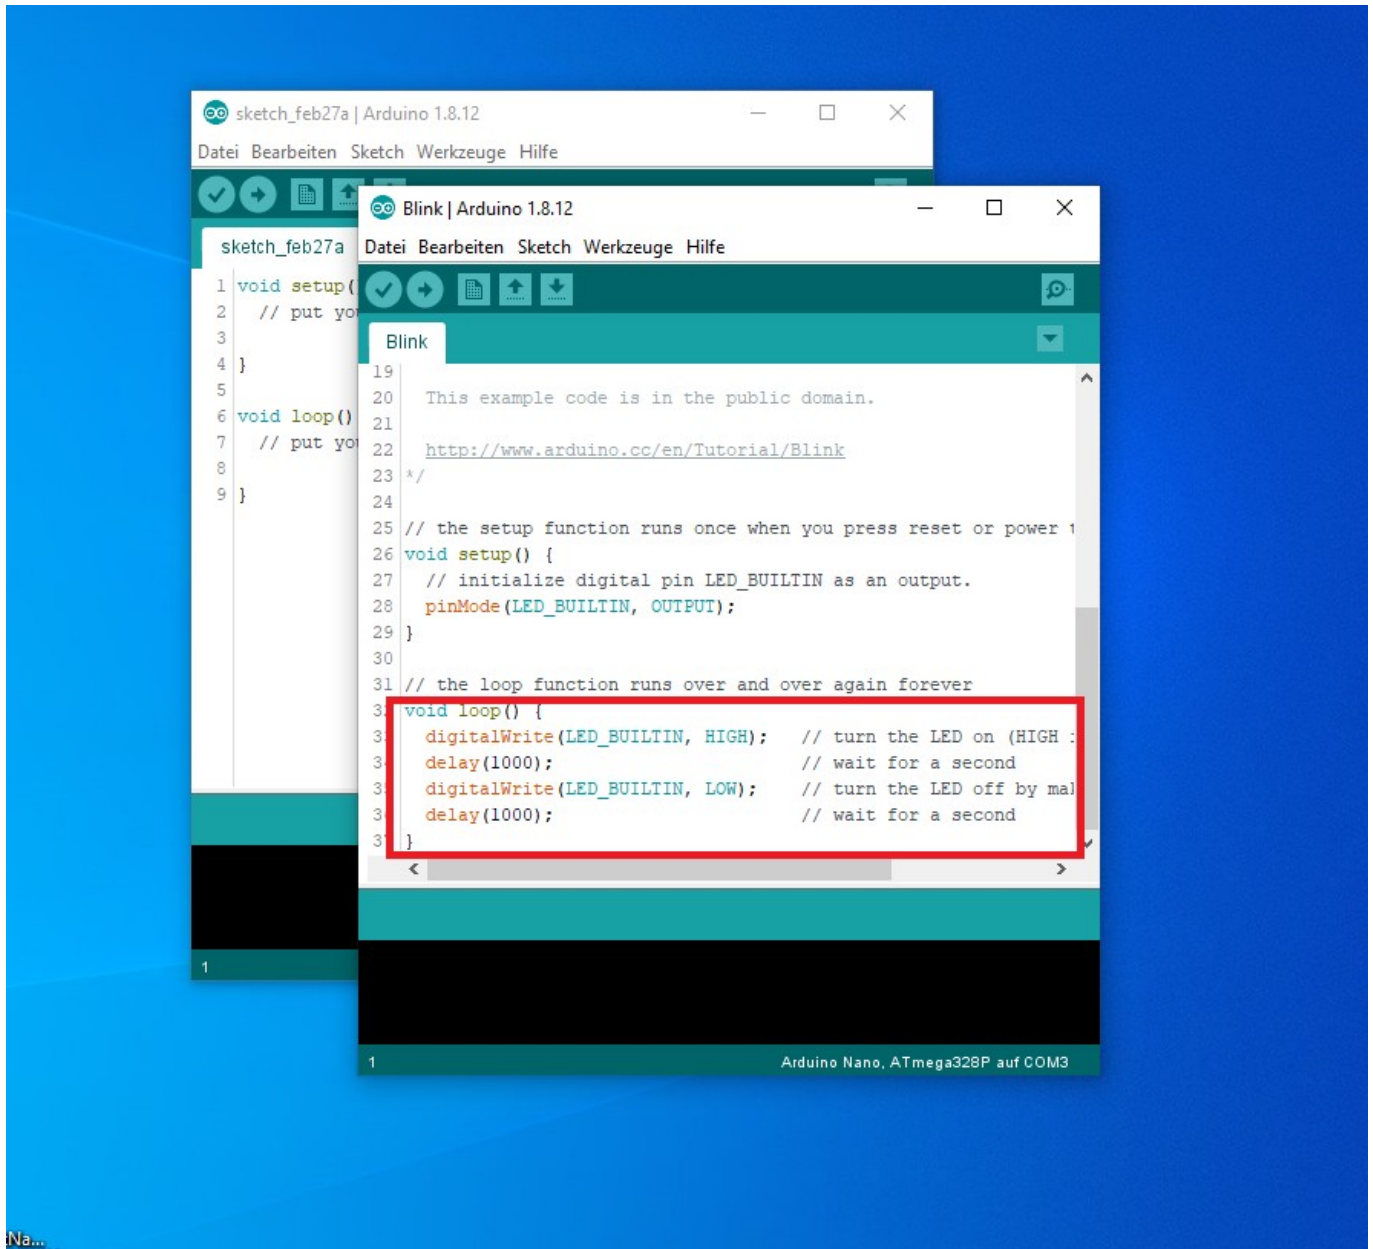 sketch_feb27a | Arduino 1.8.12
Datei Bearbeiten Sketch Werkzeuge Hilfe
sketch_feb27a
1 void setup(
2 // put you
3
4 }
5
6 void loop()
7 // put you
8
9 }
1
Blink | Arduino 1.8.12
Datei Bearbeiten Sketch Werkzeuge Hilfe
Blink
19
20 This example code is in the public domain.
21
22 http://www.arduino.cc/en/Tutorial/Blink
23 */
24
25 // the setup function runs once when you press reset or power
26 void setup() {
27 // initialize digital pin LED_BUILTIN as an output.
28 pinMode(LED_BUILTIN, OUTPUT);
29 }
30
31 // the loop function runs over and over again forever
void loop() {
digitalWrite(LED_BUILTIN, HIGH); // turn the LED on (HIGH
delay(1000); // wait for a second
digitalWrite(LED_BUILTIN, LOW); // turn the LED off by
delay(1000); // wait for a second
}
1
Arduino Nano, ATmega328P auf COM3
Na...